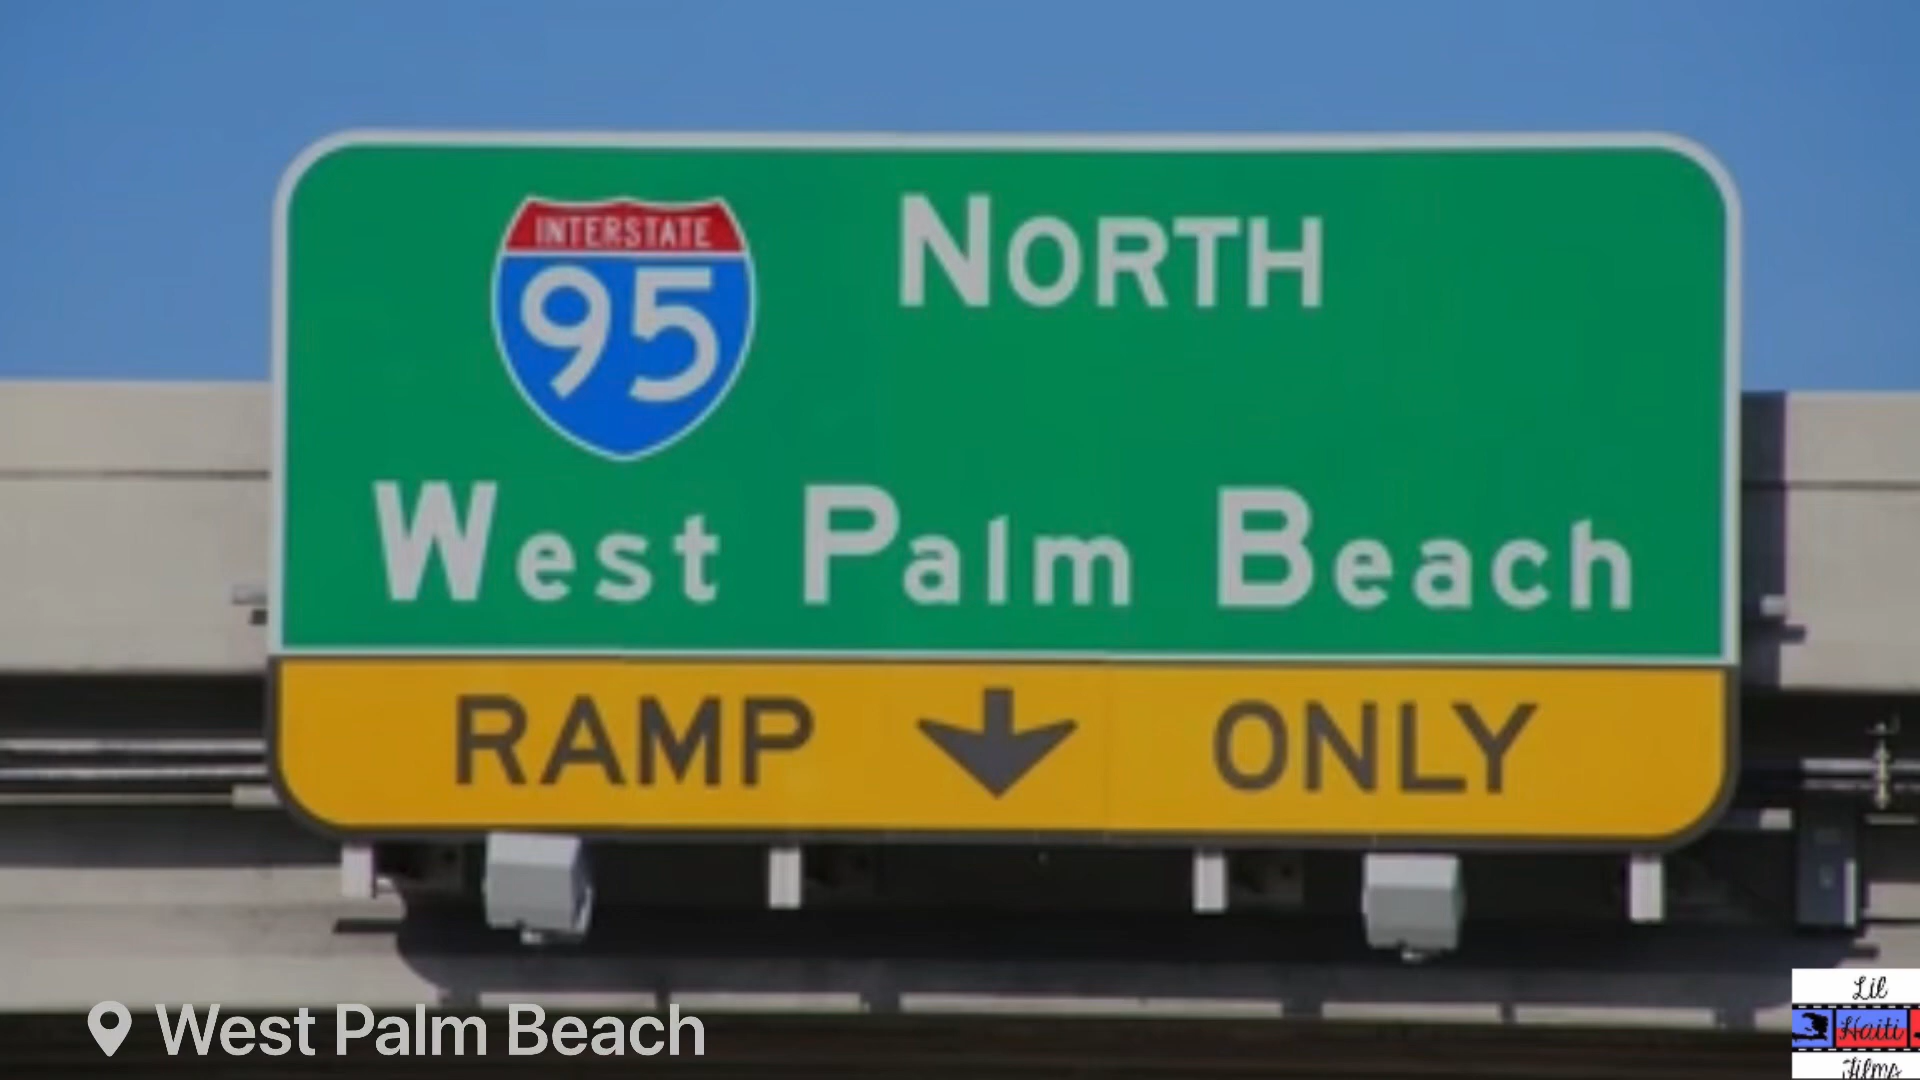 INTERSTATE
95
NORTH
West Palm Beach
RAMP ONLY
West Palm Beach
Lil
Haiti
Films